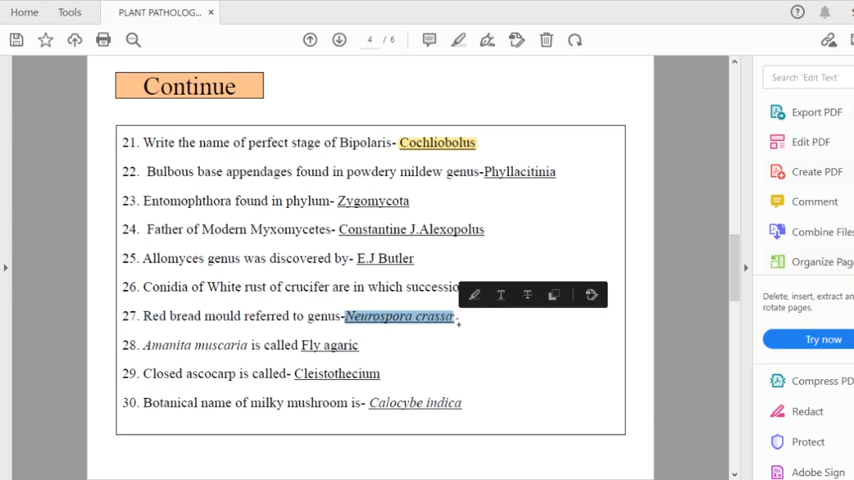 Home Tools PLANT PATHOLOG... ×
4 / 6
Continue
Search 'Edit Text'
21. Write the name of perfect stage of Bipolaris- Cochliobolus
22. Bulbous base appendages found in powdery mildew genus-Phyllacitinia
23. Entomophthora found in phylum- Zygomycota
24. Father of Modern Myxomycetes- Constantine J.Alexopolus
25. Allomyces genus was discovered by- E.J Butler
26. Conidia of White rust of crucifer are in which successio
27. Red bread mould referred to genus-Neurospora crassa
28. Amanita muscaria is called Fly agaric
29. Closed ascocarp is called- Cleistothecium
30. Botanical name of milky mushroom is- Calocybe indica
Export PDF
Edit PDF
Create PDF
Comment
Combine Files
Organize Pag
Delete, insert, extract an
rotate pages.
Try now
Compress PD
Redact
Protect
Adobe Sign